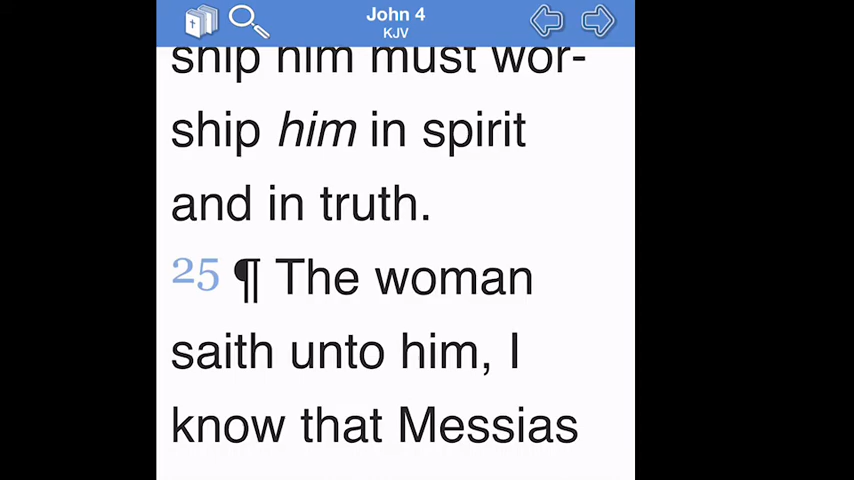 John 4
KJV
ship him must wor-
ship him in spirit
and in truth.
25 ¶ The woman
saith unto him, I
know that Messias